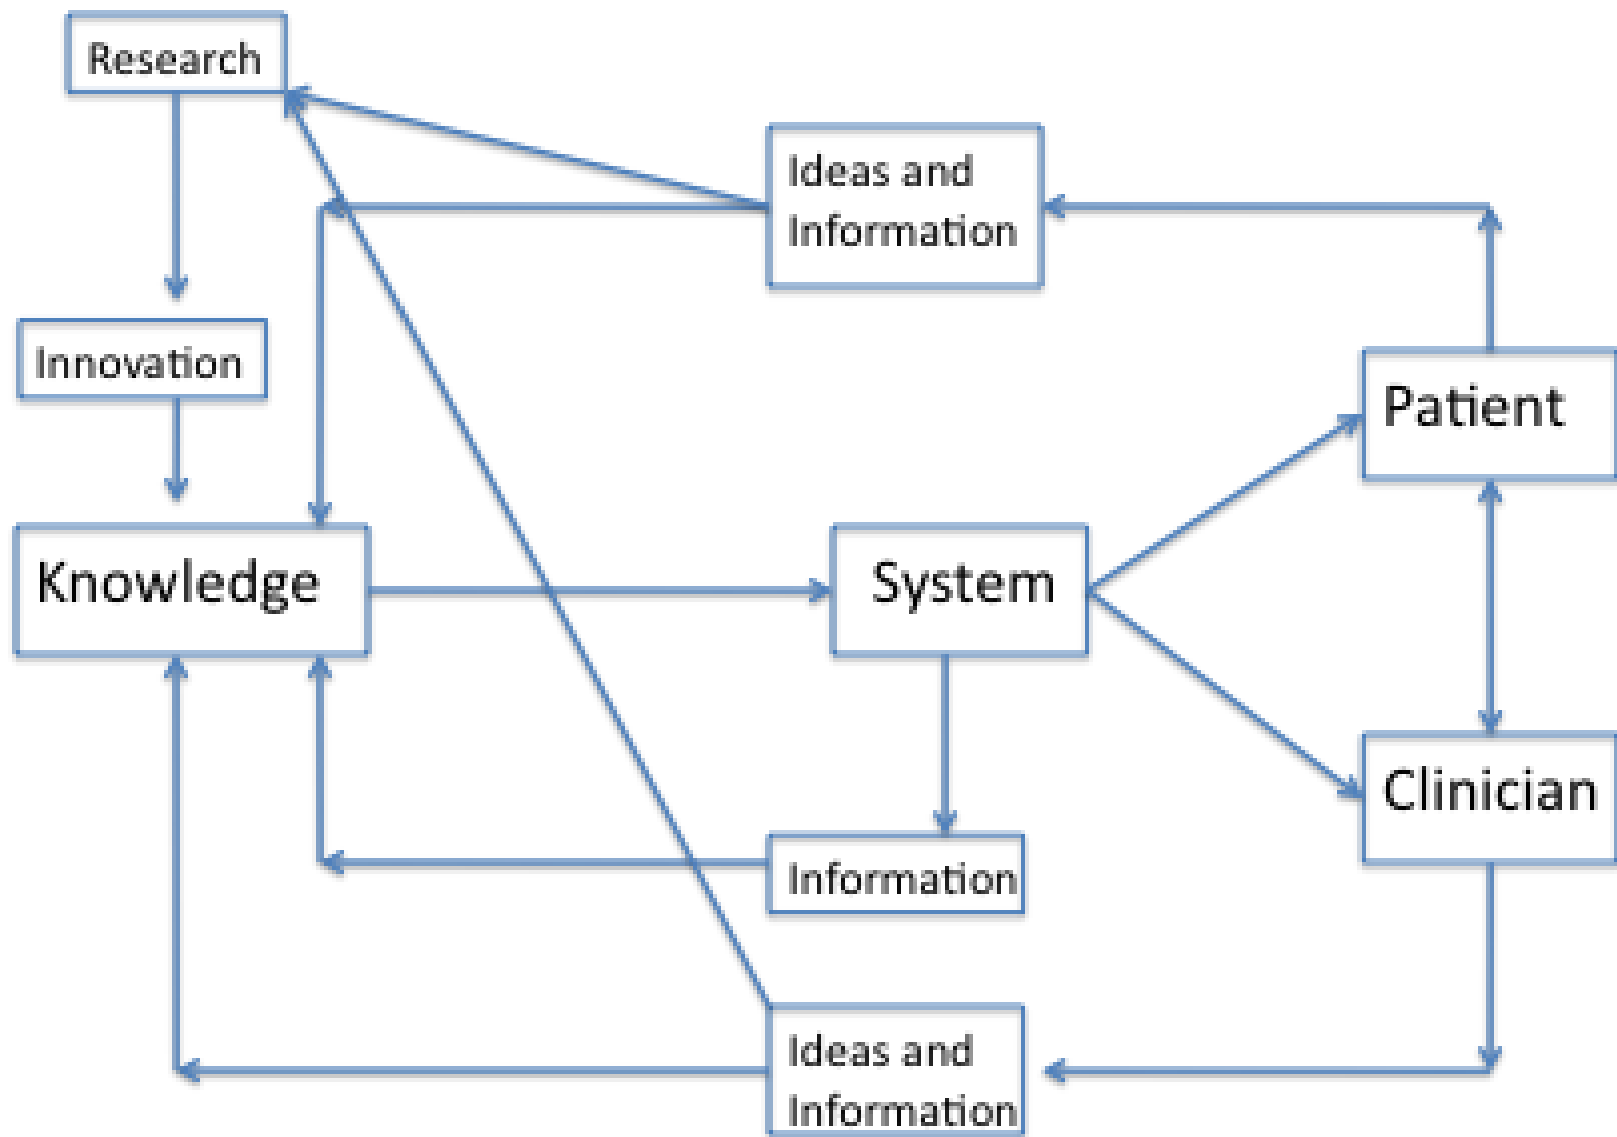 Research
Ideas and
Information
Innovation
Patient
Knowledge
System
Clinician
Information
Ideas and
Information